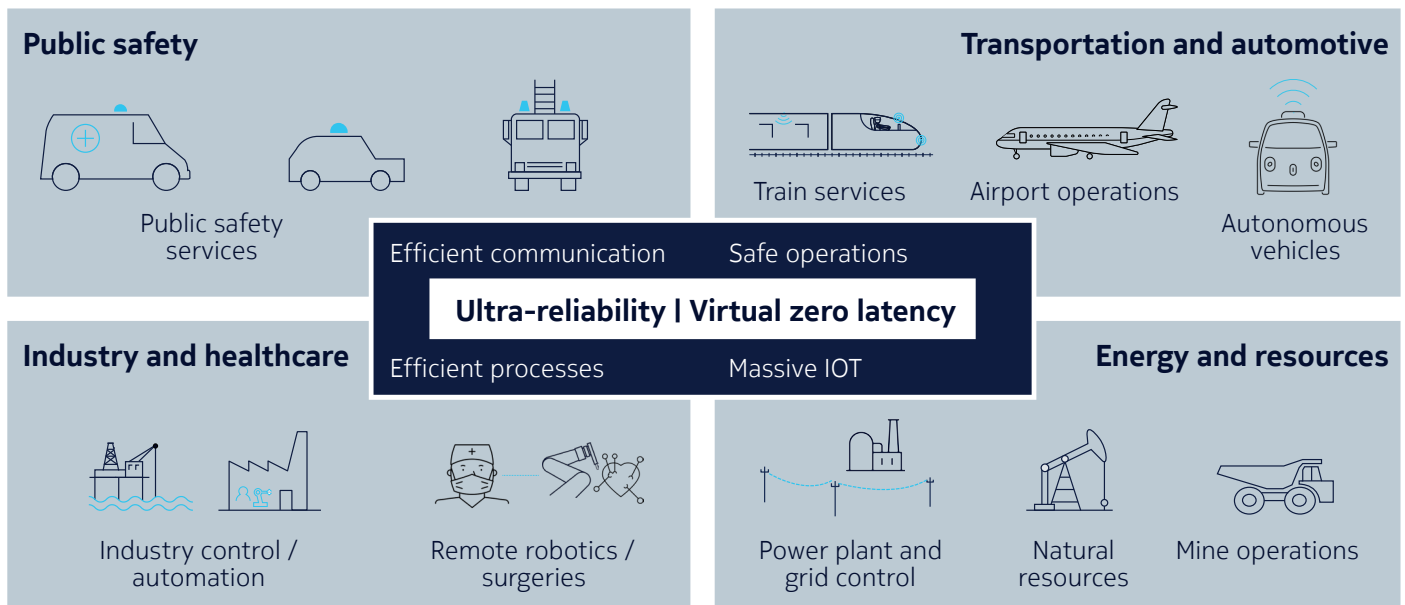 Public safety
Public safety
services
Transportation and automotive
Train services
Airport operations
Autonomous
vehicles
Efficient communication
Safe operations
Ultra-reliability | Virtual zero latency
Efficient processes
Massive IOT
Industry and healthcare
Industry control /
automation
Remote robotics /
surgeries
Energy and resources
Power plant and
grid control
Natural
resources
Mine operations